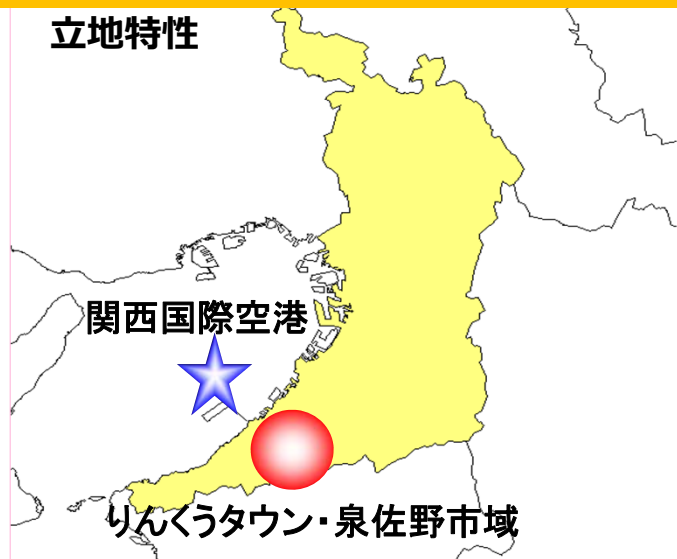 立地特性
関西国際空港
りんくうタウン・泉佐野市域